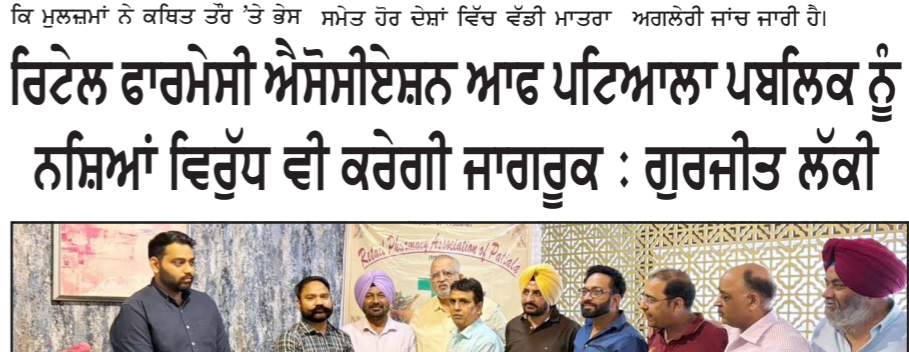 ਕਿ ਮੁਲਜ਼ਮਾਂ ਨੇ ਕਥਿਤ ਤੌਰ 'ਤੇ ਭੇਸ
ਸਮੇਤ ਹੋਰ ਦੇਸ਼ਾਂ ਵਿੱਚ ਵੱਡੀ ਮਾਤਰਾ
ਅਗਲੇਰੀ ਜਾਂਚ ਜਾਰੀ ਹੈ।
ਰਿਟੇਲ ਫਾਰਮੇਸੀ ਐਸੋਸੀਏਸ਼ਨ ਆਫ ਪਟਿਆਲਾ ਪਬਲਿਕ ਨੂੰ
ਨਸ਼ਿਆਂ ਵਿਰੁੱਧ ਵੀ ਕਰੇਗੀ ਜਾਗਰੂਕ : ਗੁਰਜੀਤ ਲੱਕੀ
Retail Pharmacy Association of Patiala